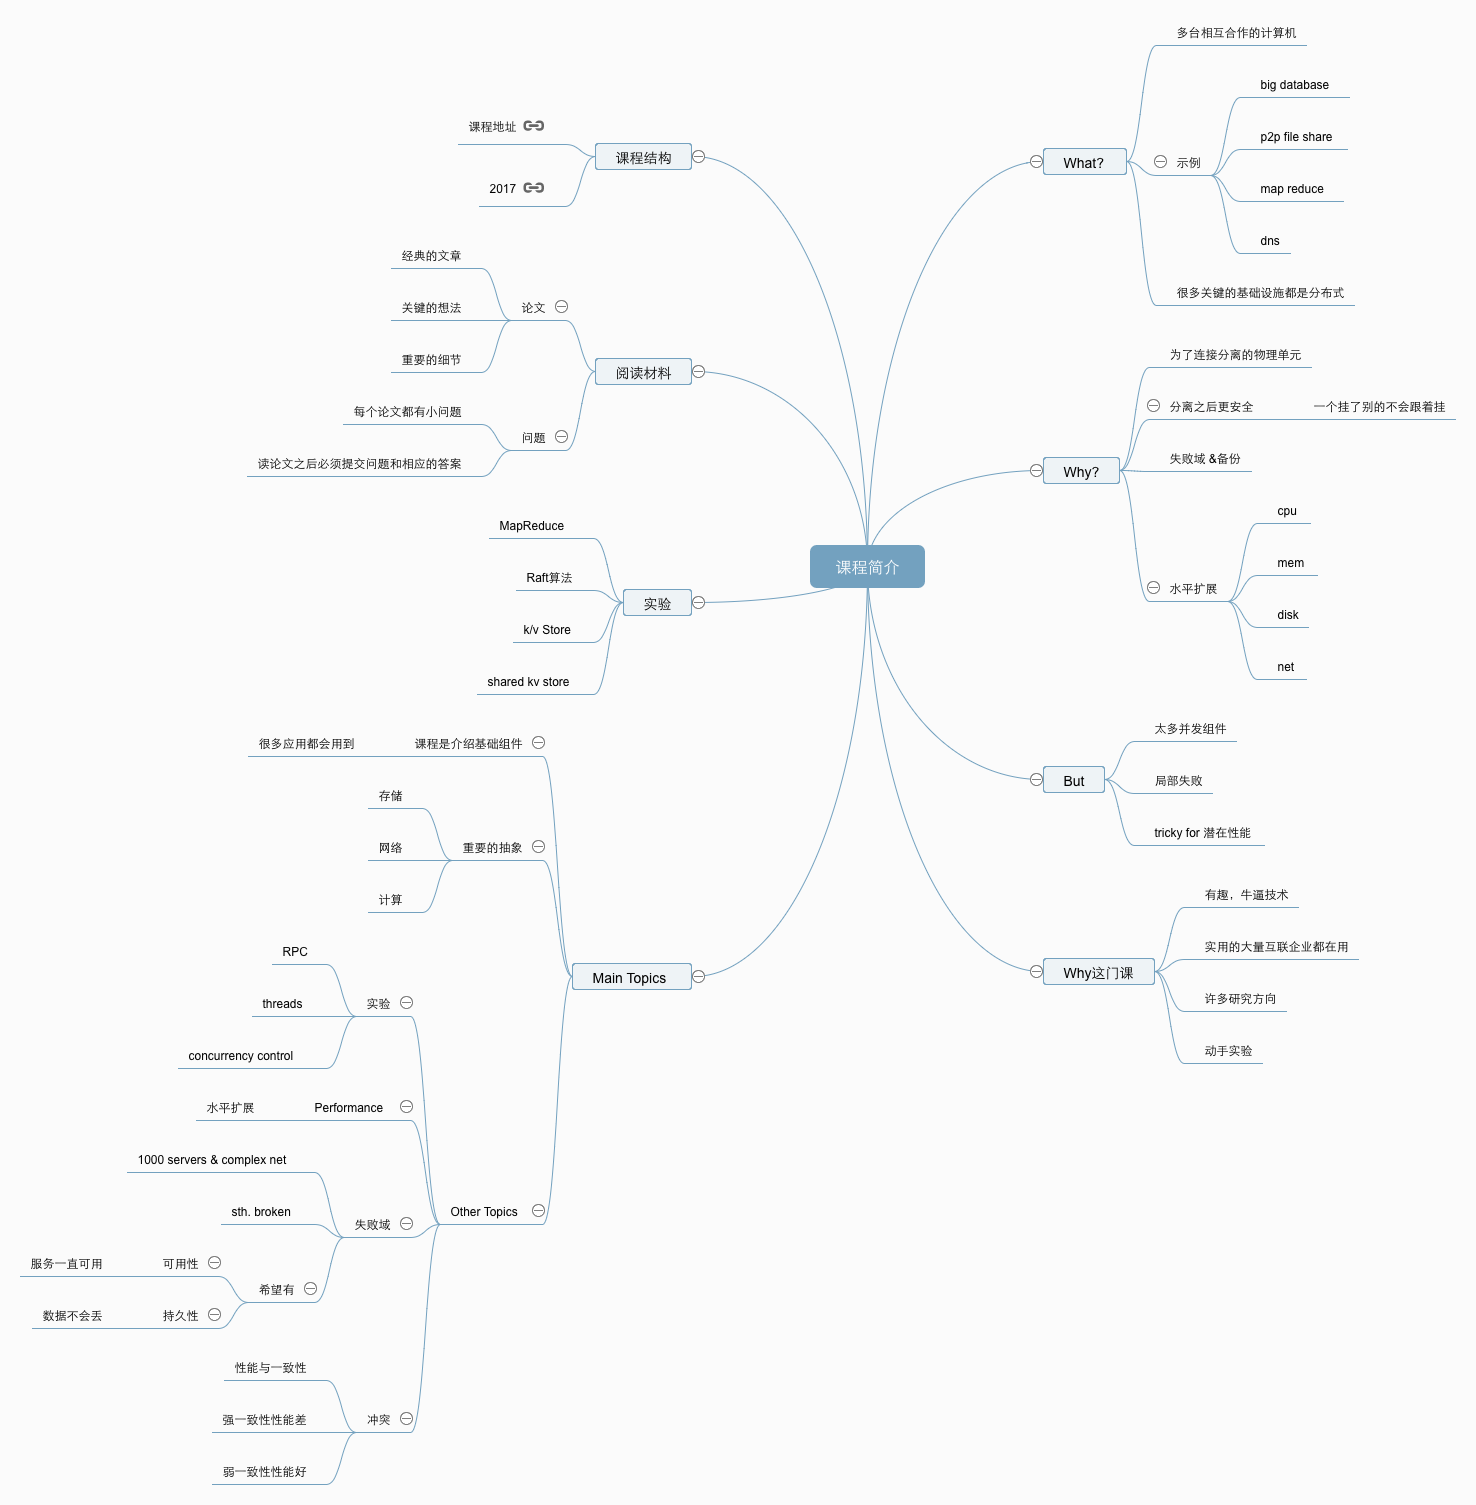 课程简介
What?
多台相互合作的计算机
示例
big database
p2p file share
map reduce
dns
很多关键的基础设施都是分布式
Why?
为了连接分离的物理单元
分离之后更安全
一个挂了别的不会跟着挂
失败域 &备份
水平扩展
cpu
mem
disk
net
But
太多并发组件
局部失败
tricky for 潜在性能
Why这门课
有趣，牛逼技术
实用的大量互联企业都在用
许多研究方向
动手实验
课程结构
课程地址
2017
阅读材料
论文
经典的文章
关键的想法
重要的细节
问题
每个论文都有小问题
读论文之后必须提交问题和相应的答案
实验
MapReduce
Raft算法
k/v Store
shared kv store
Main Topics
课程是介绍基础组件
很多应用都会用到
重要的抽象
存储
网络
计算
Other Topics
实验
RPC
threads
concurrency control
Performance
水平扩展
失败域
1000 servers & complex net
sth. broken
希望有
可用性
服务一直可用
持久性
数据不会丢
冲突
性能与一致性
强一致性性能差
弱一致性性能好